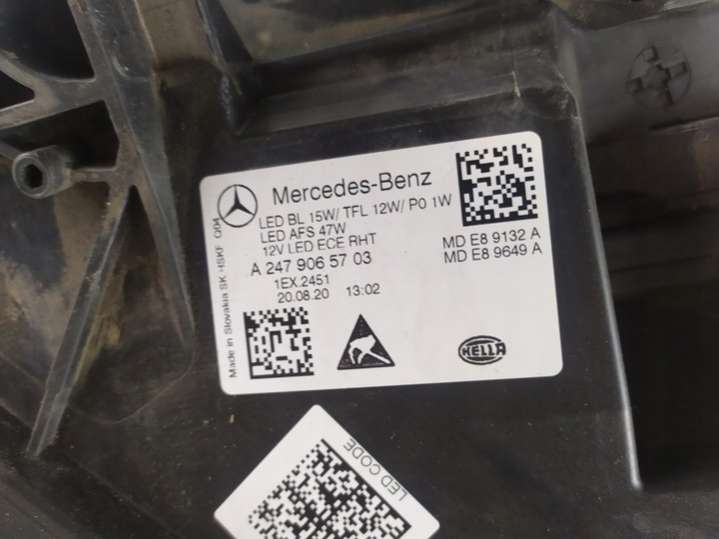 Mercedes-Benz
LED BL 15W/ TFL 12W/ PO 1W
LED AFS 47W
12V LED ECE RHT
A 247 906 57 03
1EX.2451
20.08.20 13:02
MD E8 9132 A
MD E8 9649 A
Made in Slovakia SK HSKF O04
HELLA
LED CODE